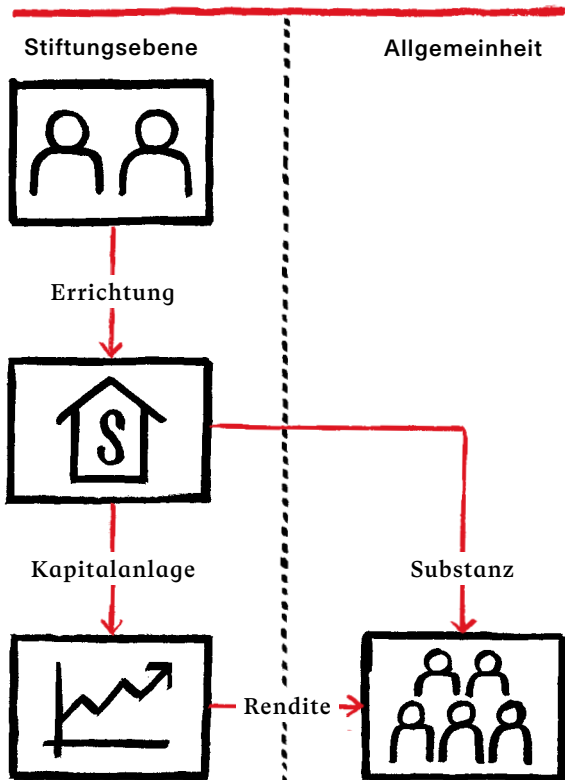 Stiftungsebene
Allgemeinheit
Errichtung
S
Kapitalanlage
Substanz
Rendite